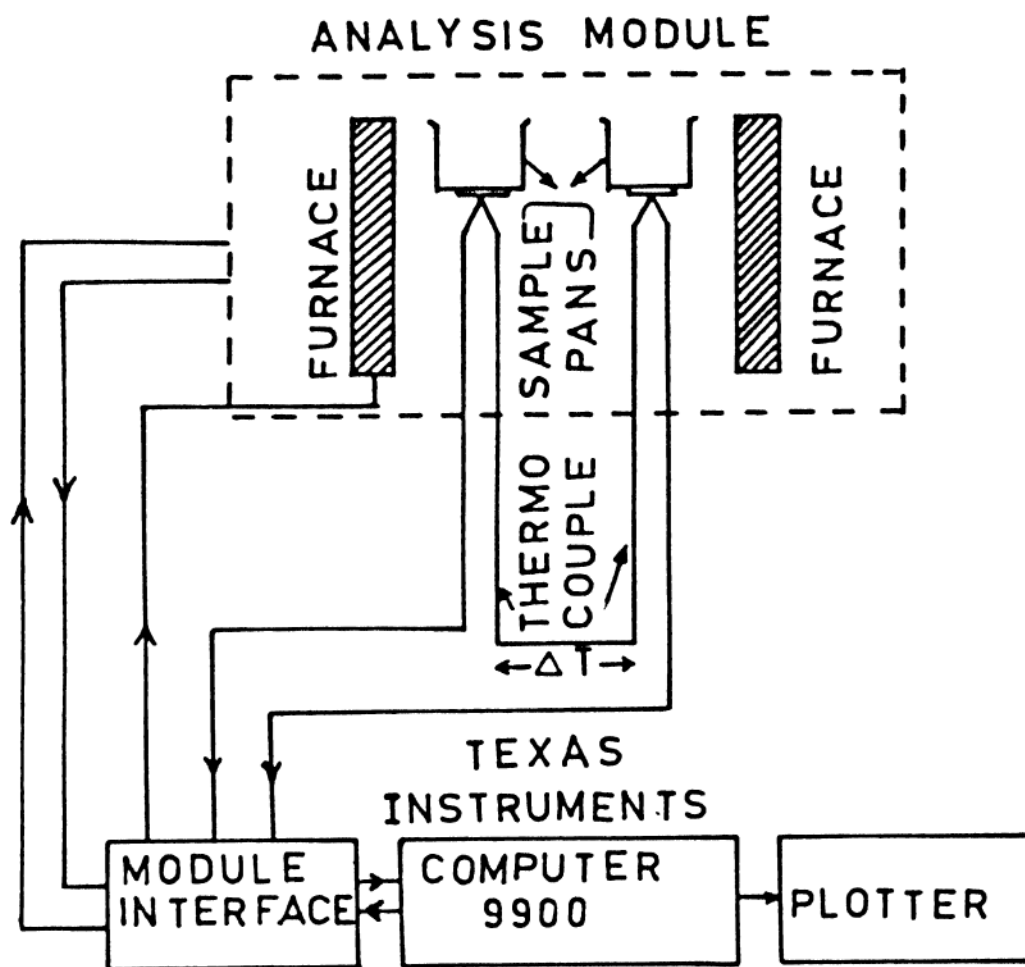 ANALYSIS MODULE
FURNACE
SAMPLE
PANS
FURNACE
THERMO
COUPLE
ΔT
TEXAS
INSTRUMENTS
MODULE
INTERFACE
COMPUTER
9900
PLOTTER